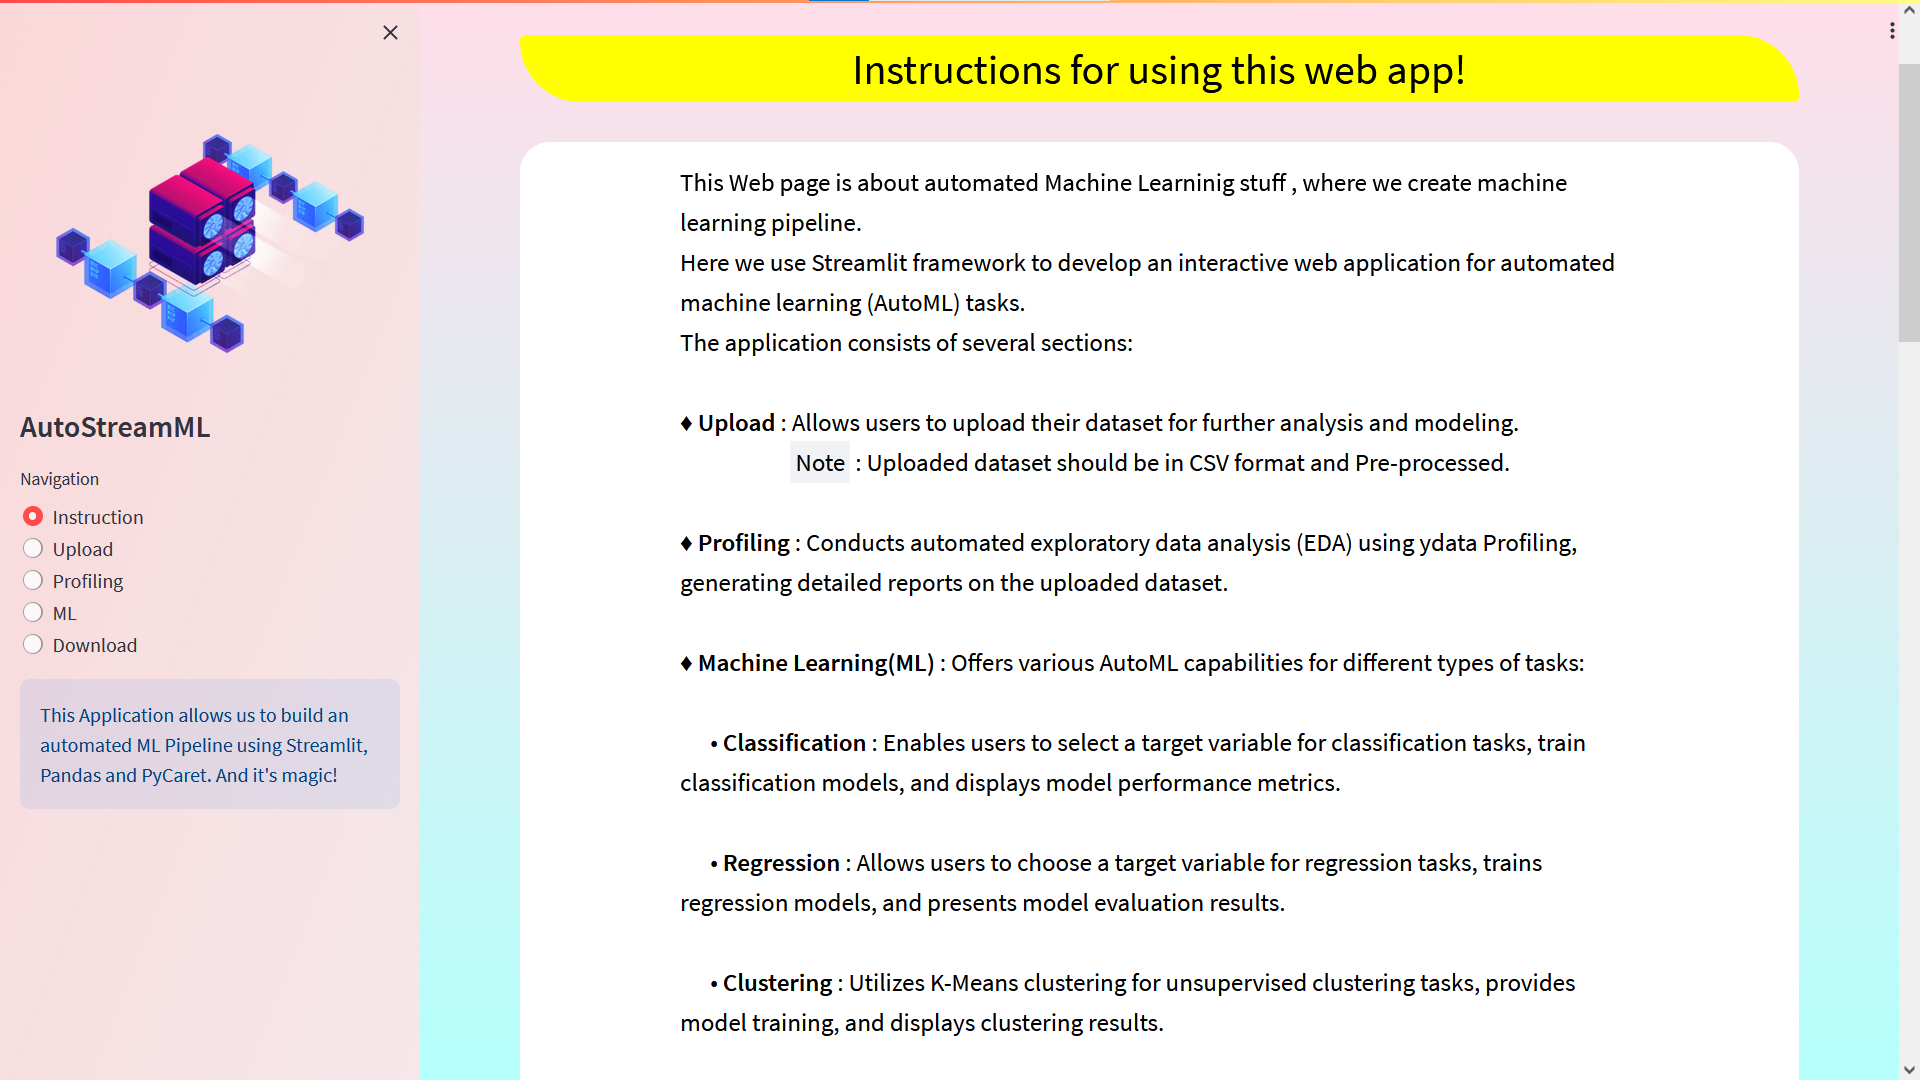 AutoStreamML
Navigation
Instruction
Upload
Profiling
ML
Download
This Application allows us to build an
automated ML Pipeline using Streamlit,
Pandas and PyCaret. And it's magic!
Instructions for using this web app!
This Web page is about automated Machine Learninig stuff , where we create machine
learning pipeline.
Here we use Streamlit framework to develop an interactive web application for automated
machine learning (AutoML) tasks.
The application consists of several sections:
♦ Upload : Allows users to upload their dataset for further analysis and modeling.
Note : Uploaded dataset should be in CSV format and Pre-processed.
♦ Profiling : Conducts automated exploratory data analysis (EDA) using ydata Profiling,
generating detailed reports on the uploaded dataset.
♦ Machine Learning(ML) : Offers various AutoML capabilities for different types of tasks:
• Classification : Enables users to select a target variable for classification tasks, train
classification models, and displays model performance metrics.
• Regression : Allows users to choose a target variable for regression tasks, trains
regression models, and presents model evaluation results.
• Clustering : Utilizes K-Means clustering for unsupervised clustering tasks, provides
model training, and displays clustering results.